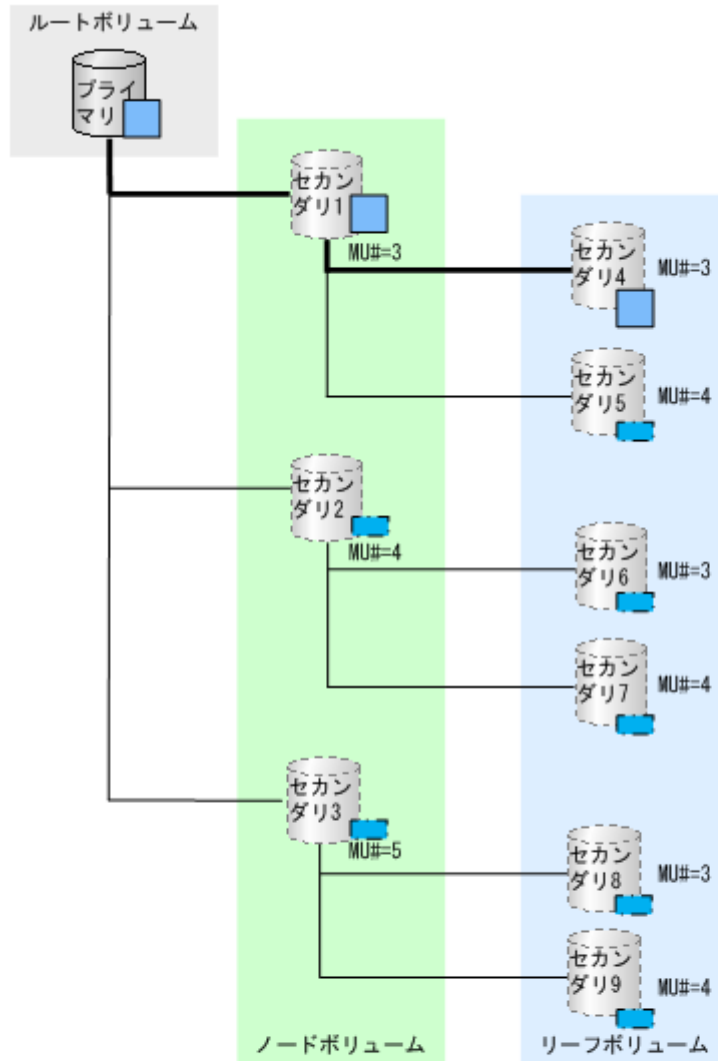 ルートボリューム
プライ
マリ
セカン
ダリ1
MU#=3
セカン
ダリ4
MU#=3
セカン
ダリ5
MU#=4
セカン
ダリ2
MU#=4
セカン
ダリ6
MU#=3
セカン
ダリ7
MU#=4
セカン
ダリ3
MU#=5
セカン
ダリ8
MU#=3
セカン
ダリ9
MU#=4
ノードボリューム
リーフボリューム